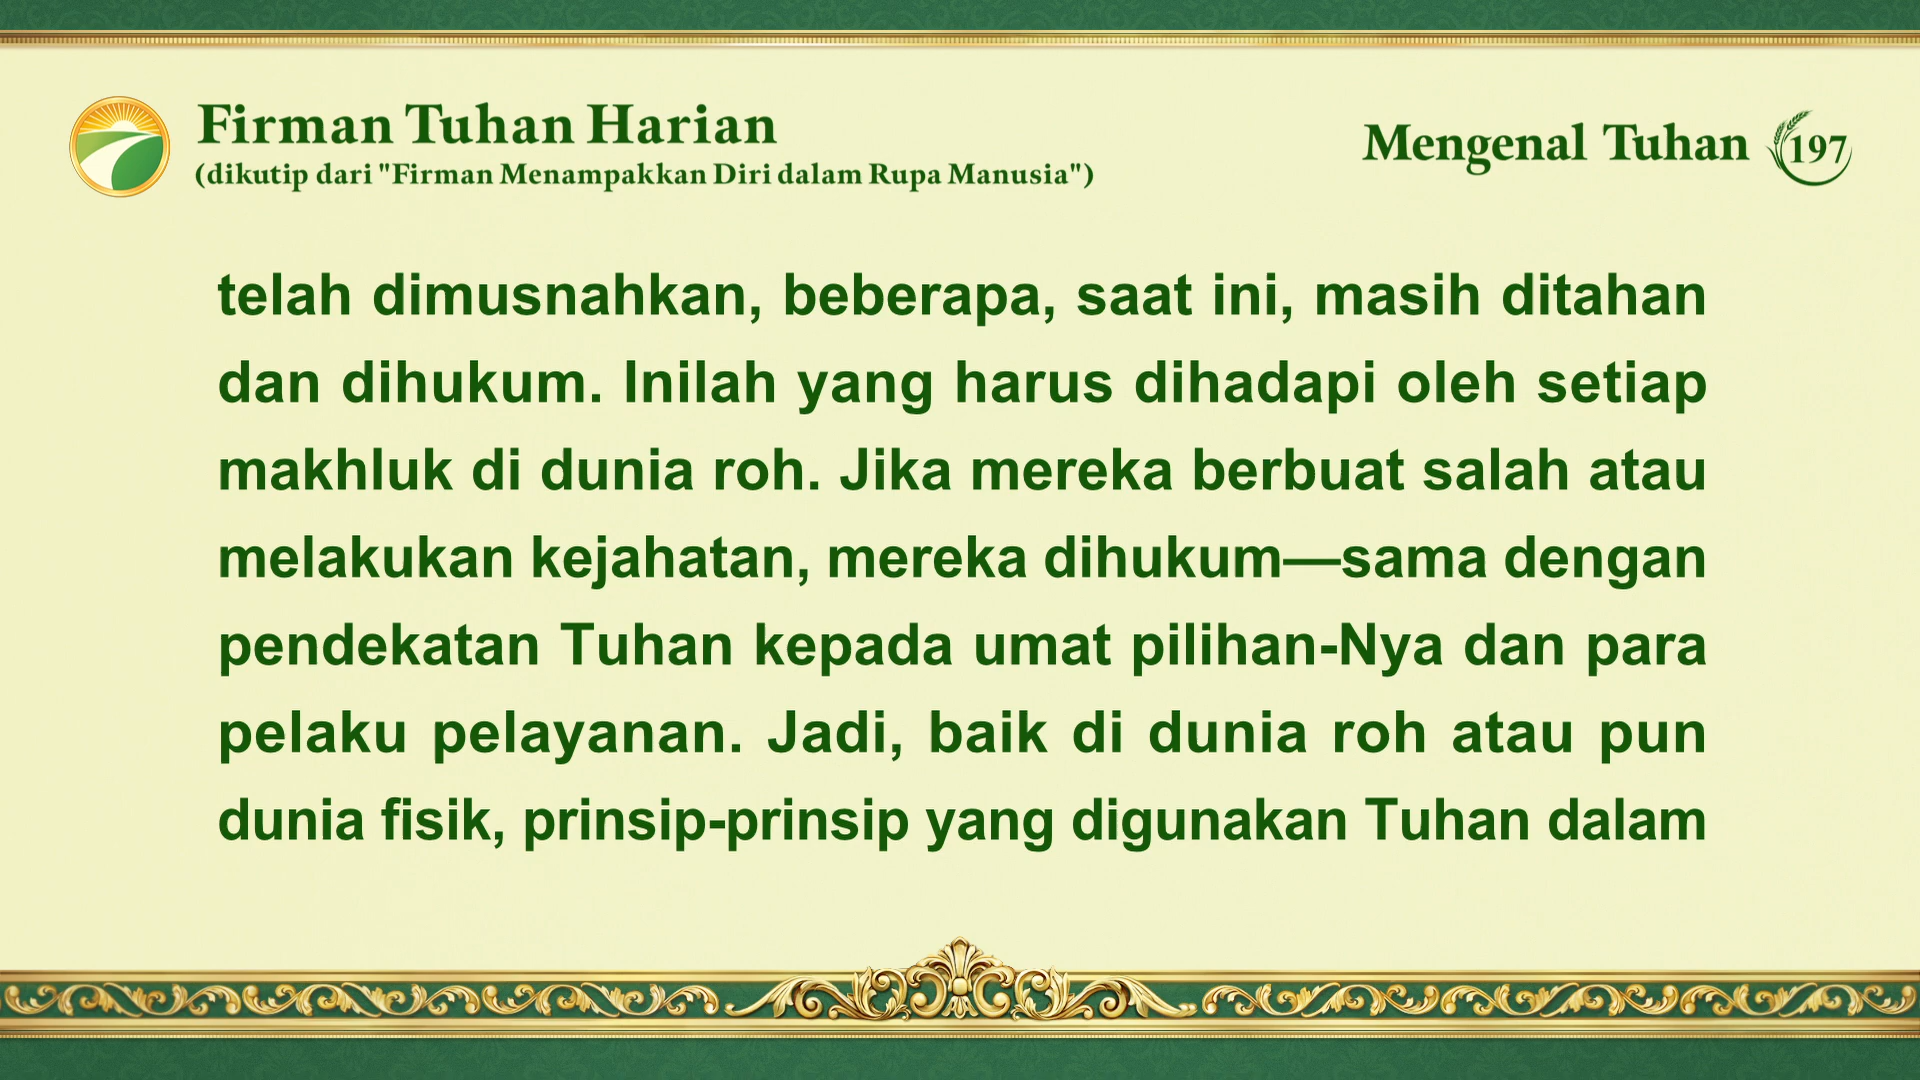 Firman Tuhan Harian
(dikutip dari "Firman Menampakkan Diri dalam Rupa Manusia")
Mengenal Tuhan 197
telah dimusnahkan, beberapa, saat ini, masih ditahan
dan dihukum. Inilah yang harus dihadapi oleh setiap
makhluk di dunia roh. Jika mereka berbuat salah atau
melakukan kejahatan, mereka dihukum—sama dengan
pendekatan Tuhan kepada umat pilihan-Nya dan para
pelaku pelayanan. Jadi, baik di dunia roh atau pun
dunia fisik, prinsip-prinsip yang digunakan Tuhan dalam